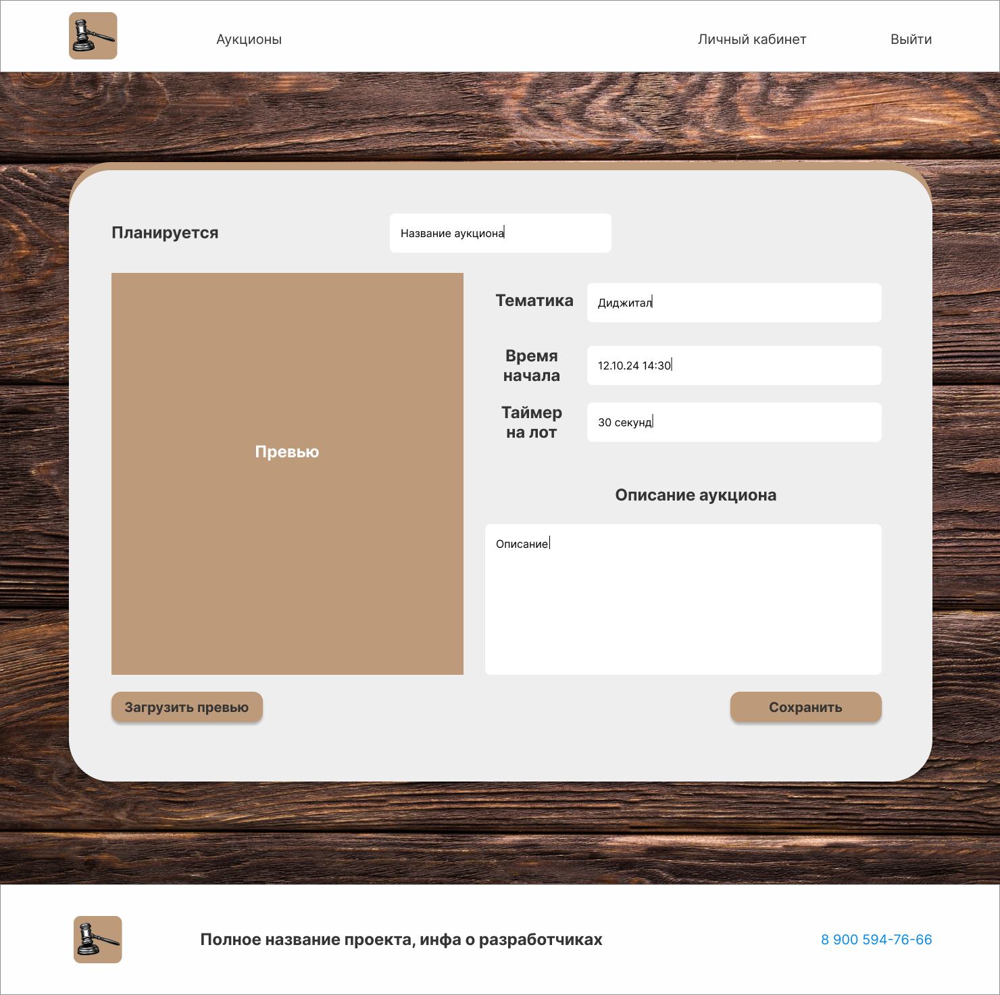 Аукционы
Личный кабинет
Выйти
Планируется
Название аукциона
Тематика
Диджитал
Время
начала
12.10.24 14:30
Таймер
на лот
30 секунд
Превью
Описание аукциона
Описание
Загрузить превью
Сохранить
Полное название проекта, инфа о разработчиках
8 900 594-76-66